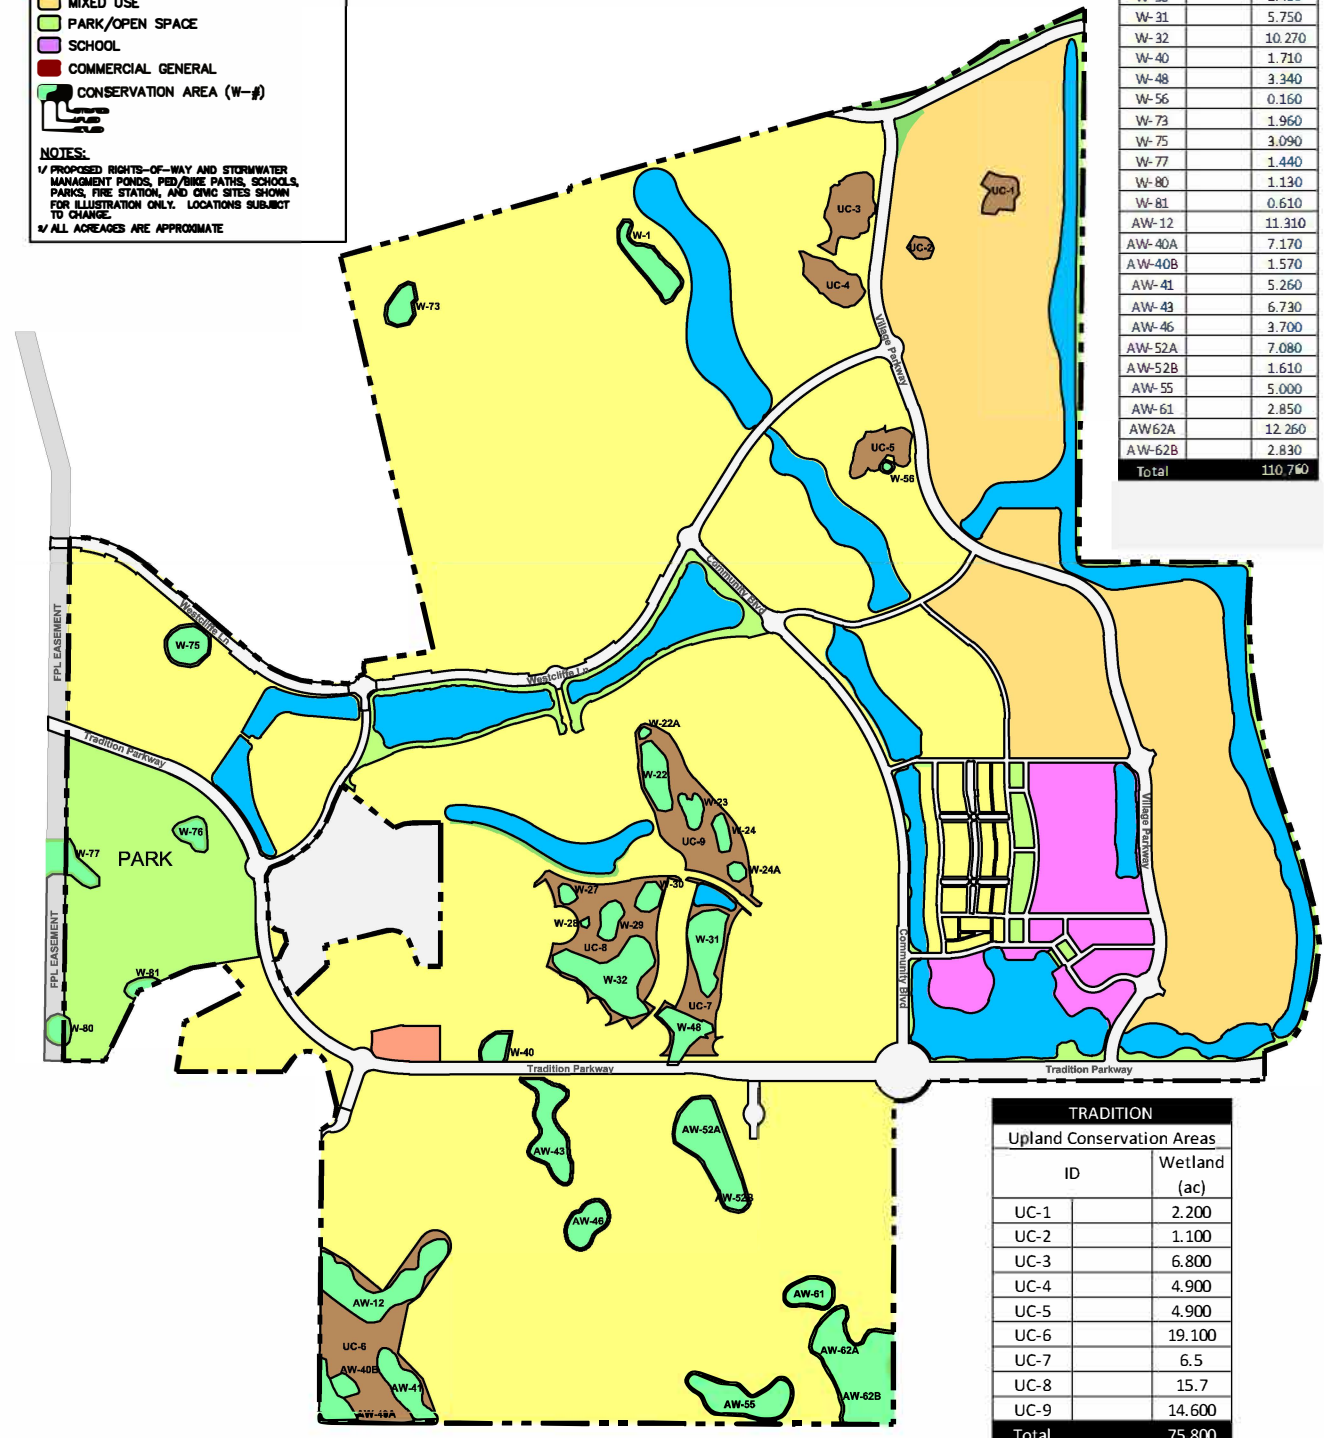 MIXED USE
PARK/OPEN SPACE
SCHOOL
COMMERCIAL GENERAL
CONSERVATION AREA (W-#)
NOTES:
1/ PROPOSED RIGHTS-OF-WAY AND STORMWATER
MANAGMENT PONDS, PED/BIKE PATHS, SCHOOLS,
PARKS, FIRE STATION, AND CIVIC SITES SHOWN
FOR ILLUSTRATION ONLY. LOCATIONS SUBJECT
TO CHANGE.
2/ ALL ACREAGES ARE APPROXIMATE
W-31 5.750
W-32 10.270
W-40 1.710
W-48 3.340
W-56 0.160
W-73 1.960
W-75 3.090
W-77 1.440
W-80 1.130
W-81 0.610
AW-12 11.310
AW-40A 7.170
AW-40B 1.570
AW-41 5.260
AW-43 6.730
AW-46 3.700
AW-52A 7.080
AW-52B 1.610
AW-55 5.000
AW-61 2.850
AW62A 12.260
AW-62B 2.830
Total 110.760
UC-1
UC-3
W-1
UC-2
UC-4
W-73
Village Parkway
UC-5
W-56
Community Blvd
FPL EASEMENT
Westcliffe Ln
W-75
Westcliffe Ln
W-22A
Tradition Parkway
W-22
W-23
W-24
UC-9
W-24A
Village Parkway
W-76
W-77
PARK
W-27
W-30
W-28
W-29
UC-8
W-31
W-32
UC-7
W-48
FPL EASEMENT
Community Blvd
W-81
W-80
W-40
Tradition Parkway
Tradition Parkway
AW-52A
AW-43
AW-52B
AW-46
AW-12
AW-61
UC-6
AW-62A
AW-40B
AW-41
AW-62B
AW-55
AW-40A
TRADITION
Upland Conservation Areas
ID Wetland
(ac)
UC-1 2.200
UC-2 1.100
UC-3 6.800
UC-4 4.900
UC-5 4.900
UC-6 19.100
UC-7 6.5
UC-8 15.7
UC-9 14.600
Total 75.800